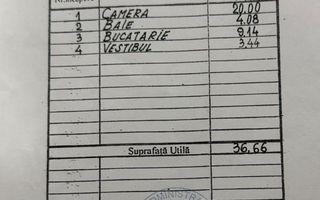 1 CAMERA 20.00
2 BAIE 4.08
3 BUCATARIE 9.14
4 VESTIBUL 3.44
Suprafață Utilă 36,66
ADMINISTRA